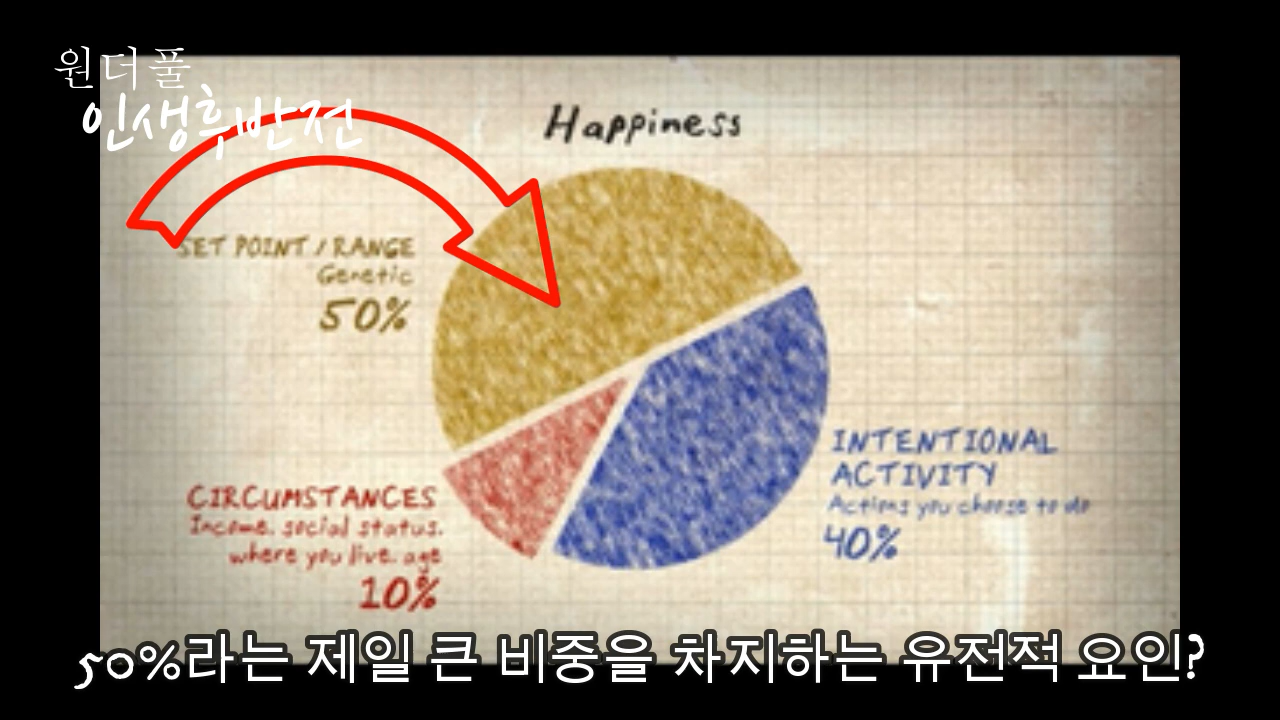 원더풀
인생후반전
Happiness
SET POINT / RANGE
Genetic
50%
INTENTIONAL
ACTIVITY
Actions you choose to do
40%
CIRCUMSTANCES
Income. social status.
where you live. age
10%
50%라는 제일 큰 비중을 차지하는 유전적 요인?